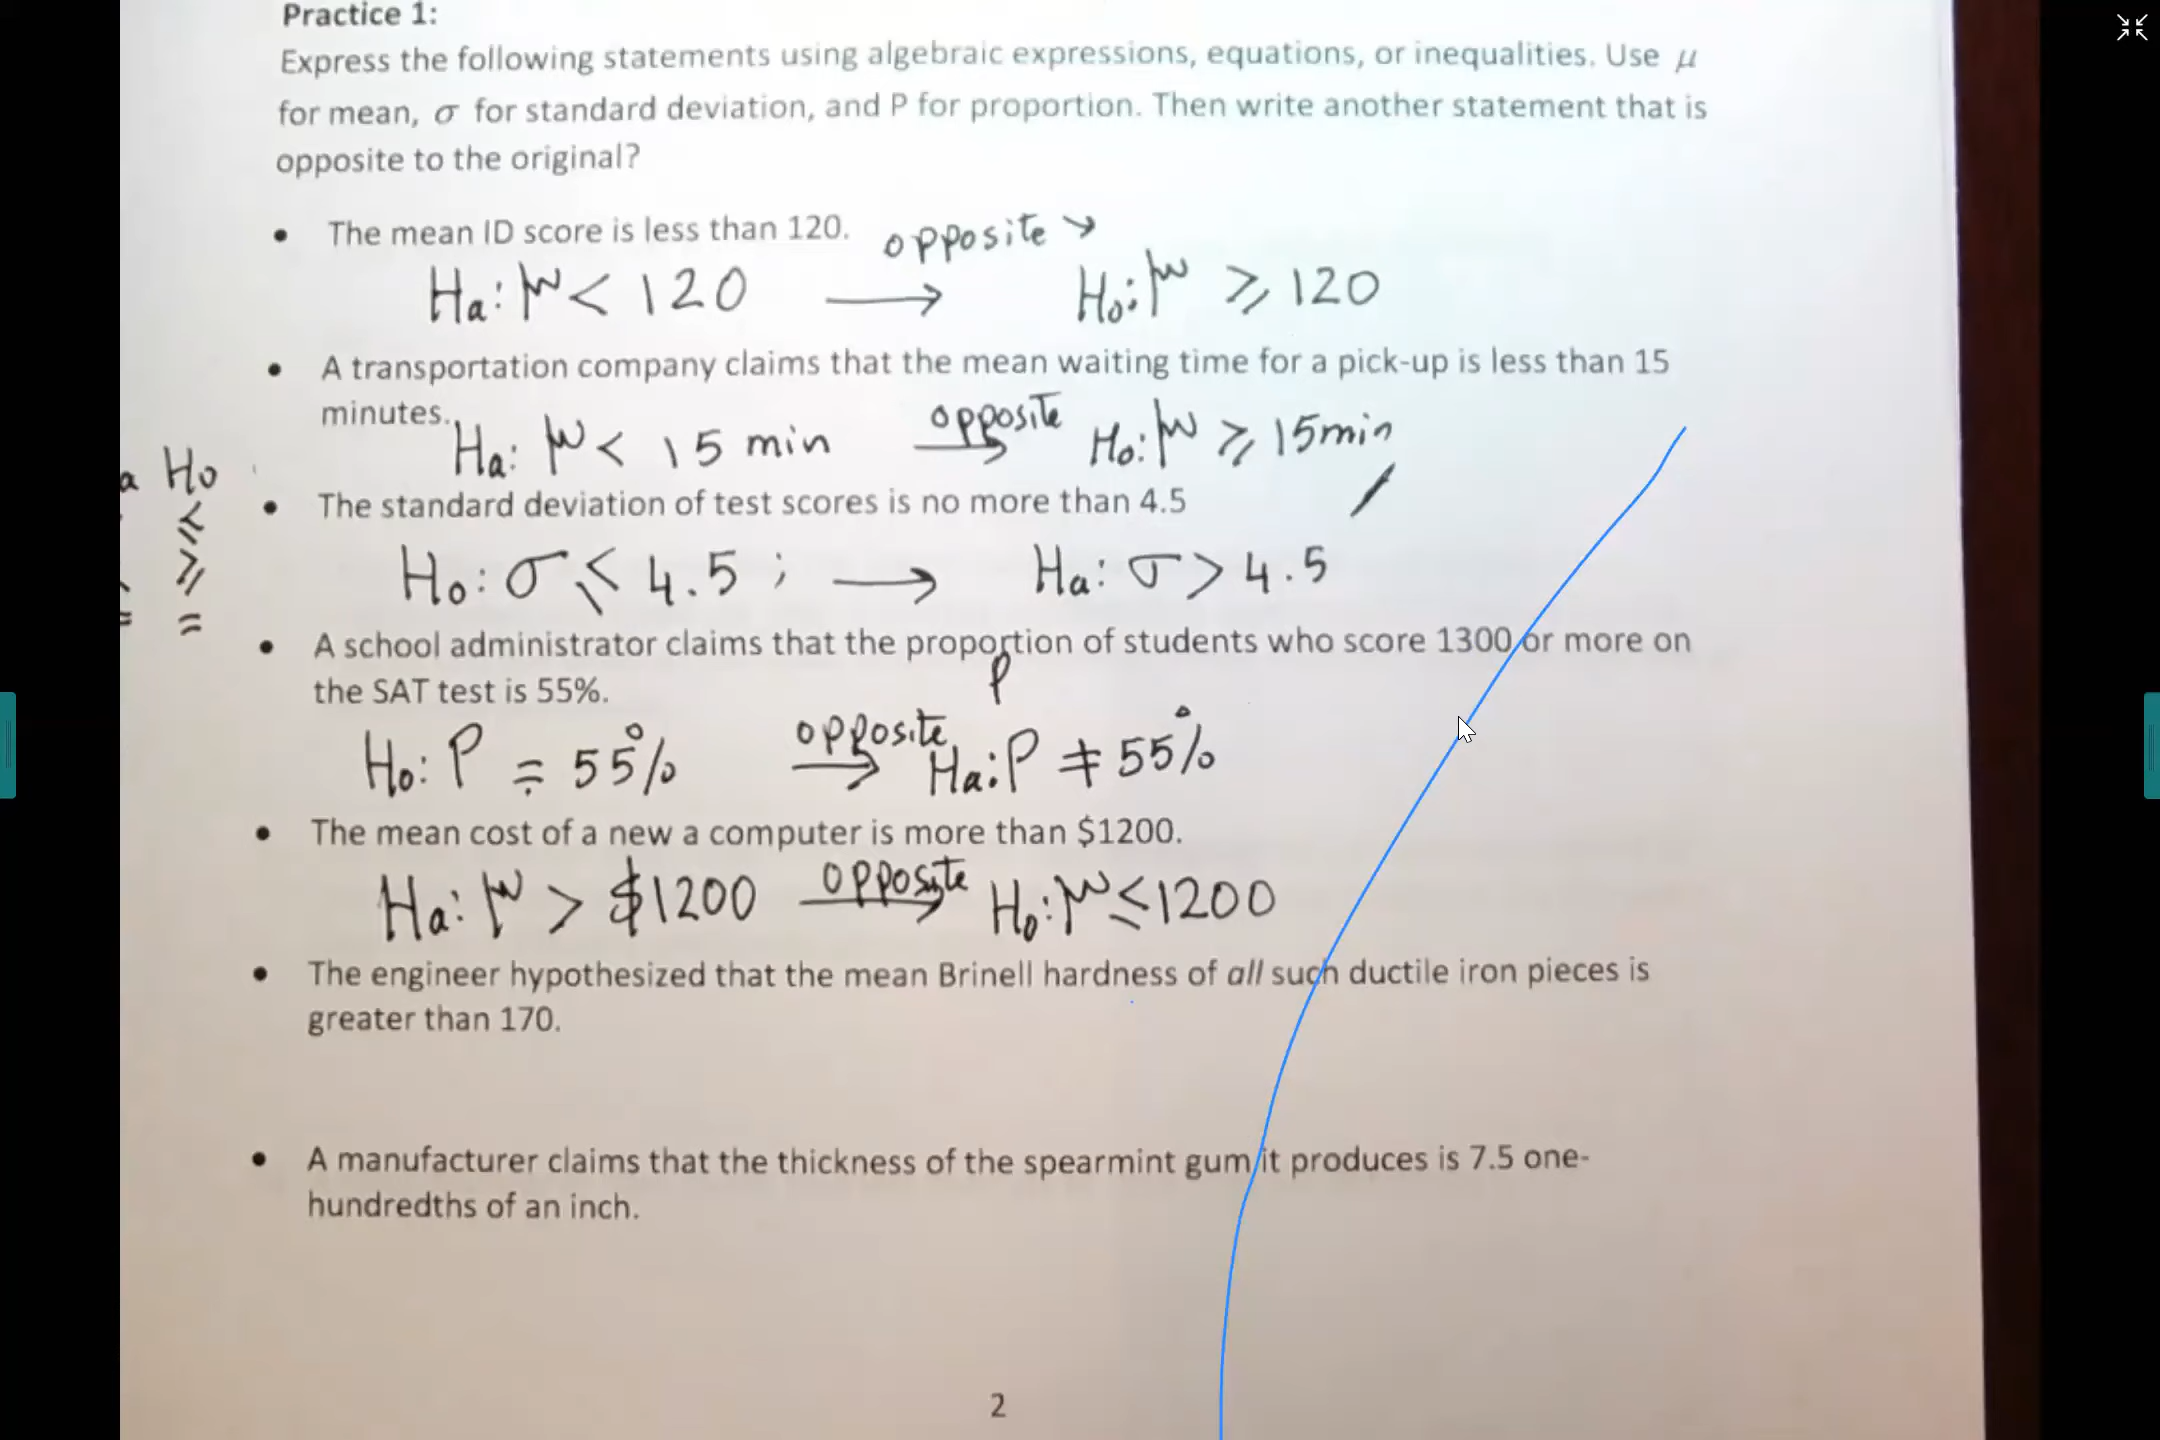 Practice 1:
Express the following statements using algebraic expressions, equations, or inequalities. Use μ
for mean, σ for standard deviation, and P for proportion. Then write another statement that is
opposite to the original?
• The mean ID score is less than 120. opposite →
Ha: μ < 120 → Ho: μ ≥ 120
• A transportation company claims that the mean waiting time for a pick-up is less than 15
minutes.
Ha: μ < 15 min opposite → Ho: μ ≥ 15 min
a Ho
≤
≥
= =
• The standard deviation of test scores is no more than 4.5
Ho: σ ≤ 4.5 ; → Ha: σ > 4.5
• A school administrator claims that the proportion of students who score 1300 or more on
the SAT test is 55%. P
Ho: P = 55% opposite → Ha: P ≠ 55%
• The mean cost of a new a computer is more than $1200.
Ha: μ > $1200 opposite → Ho: μ ≤ 1200
• The engineer hypothesized that the mean Brinell hardness of all such ductile iron pieces is
greater than 170.
• A manufacturer claims that the thickness of the spearmint gum it produces is 7.5 one-
hundredths of an inch.
2